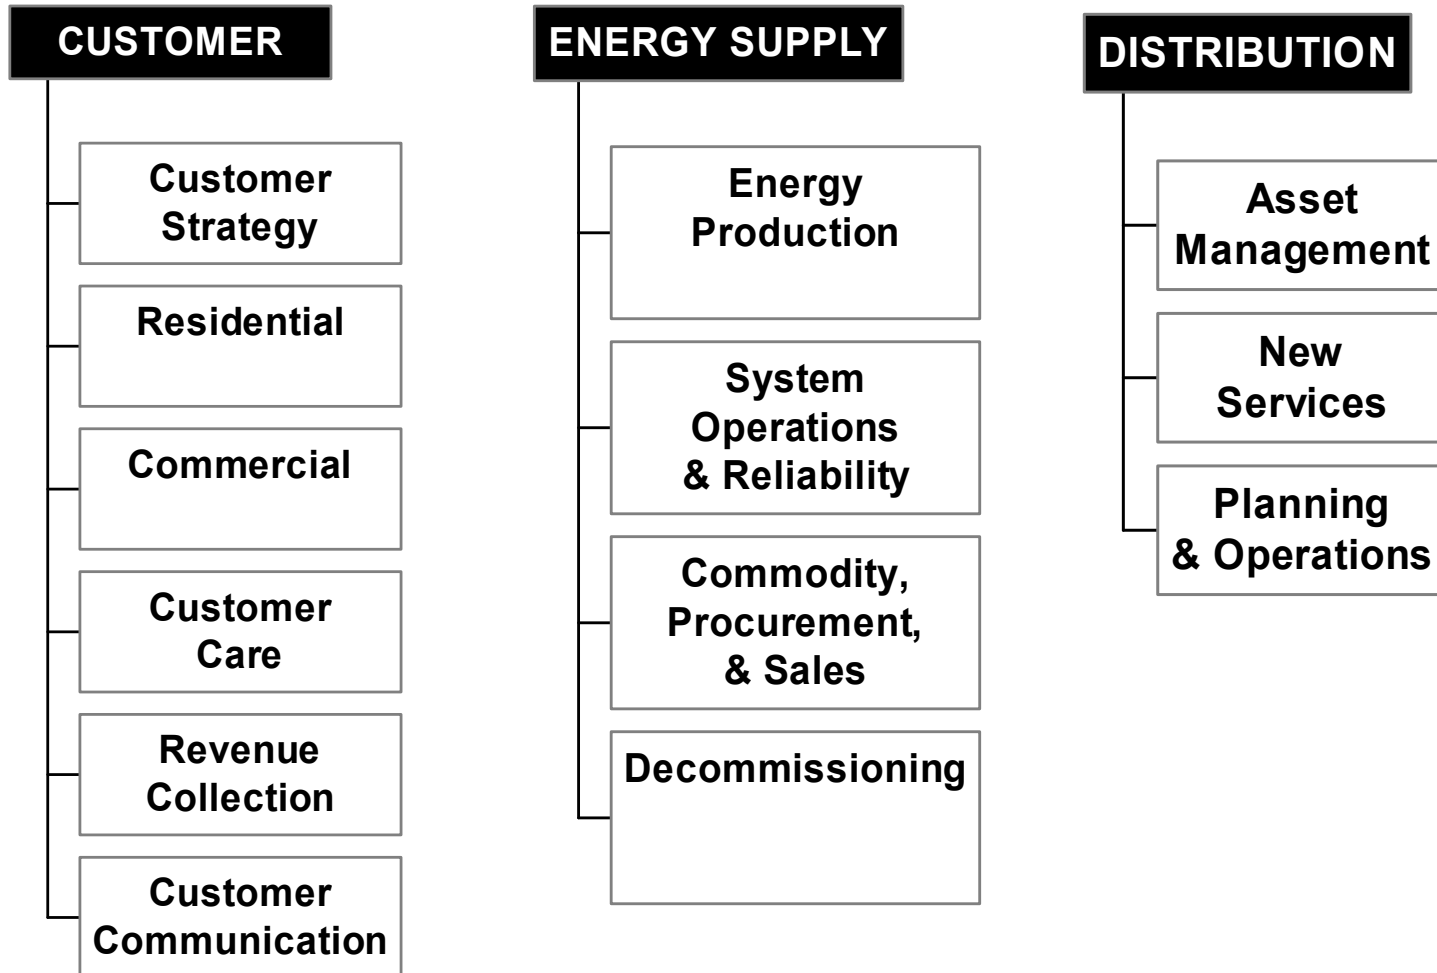 CUSTOMER
Customer
Strategy
Residential
Commercial
Customer
Care
Revenue
Collection
Customer
Communication
ENERGY SUPPLY
Energy
Production
System
Operations
& Reliability
Commodity,
Procurement,
& Sales
Decommissioning
DISTRIBUTION
Asset
Management
New
Services
Planning
& Operations